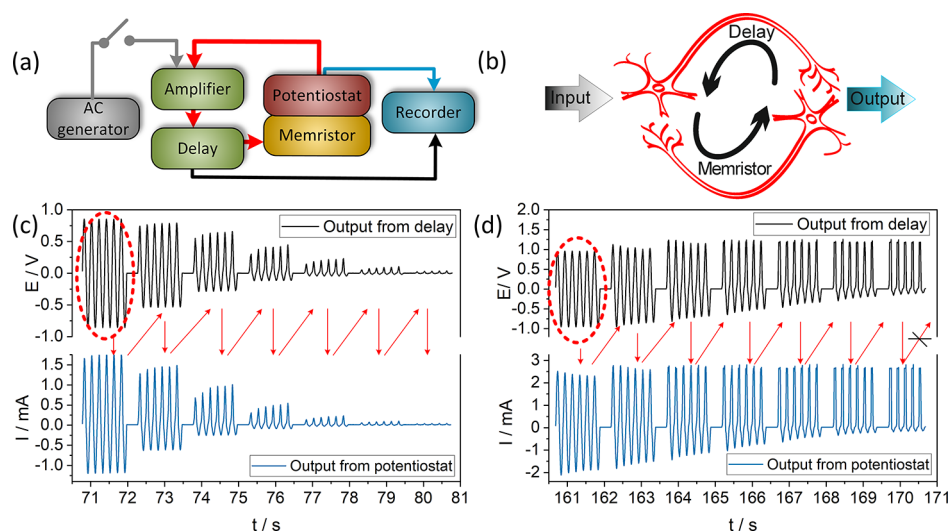 (a)
AC
generator
Amplifier
Delay
Potentiostat
Memristor
Recorder
(b)
Input
Delay
Memristor
Output
(c)
Output from delay
E / V
1.0
0.5
0.0
-0.5
1.0
Output from potentiostat
I / mA
1.5
1.0
0.5
0.0
-0.5
-1.0
71 72 73 74 75 76 77 78 79 80 81
t / s
(d)
Output from delay
E/ V
2.0
1.5
1.0
0.5
0.0
-0.5
-1.0
Output from potentiostat
I / mA
3
2
1
0
-1
-2
161 162 163 164 165 166 167 168 169 170 171
t / s